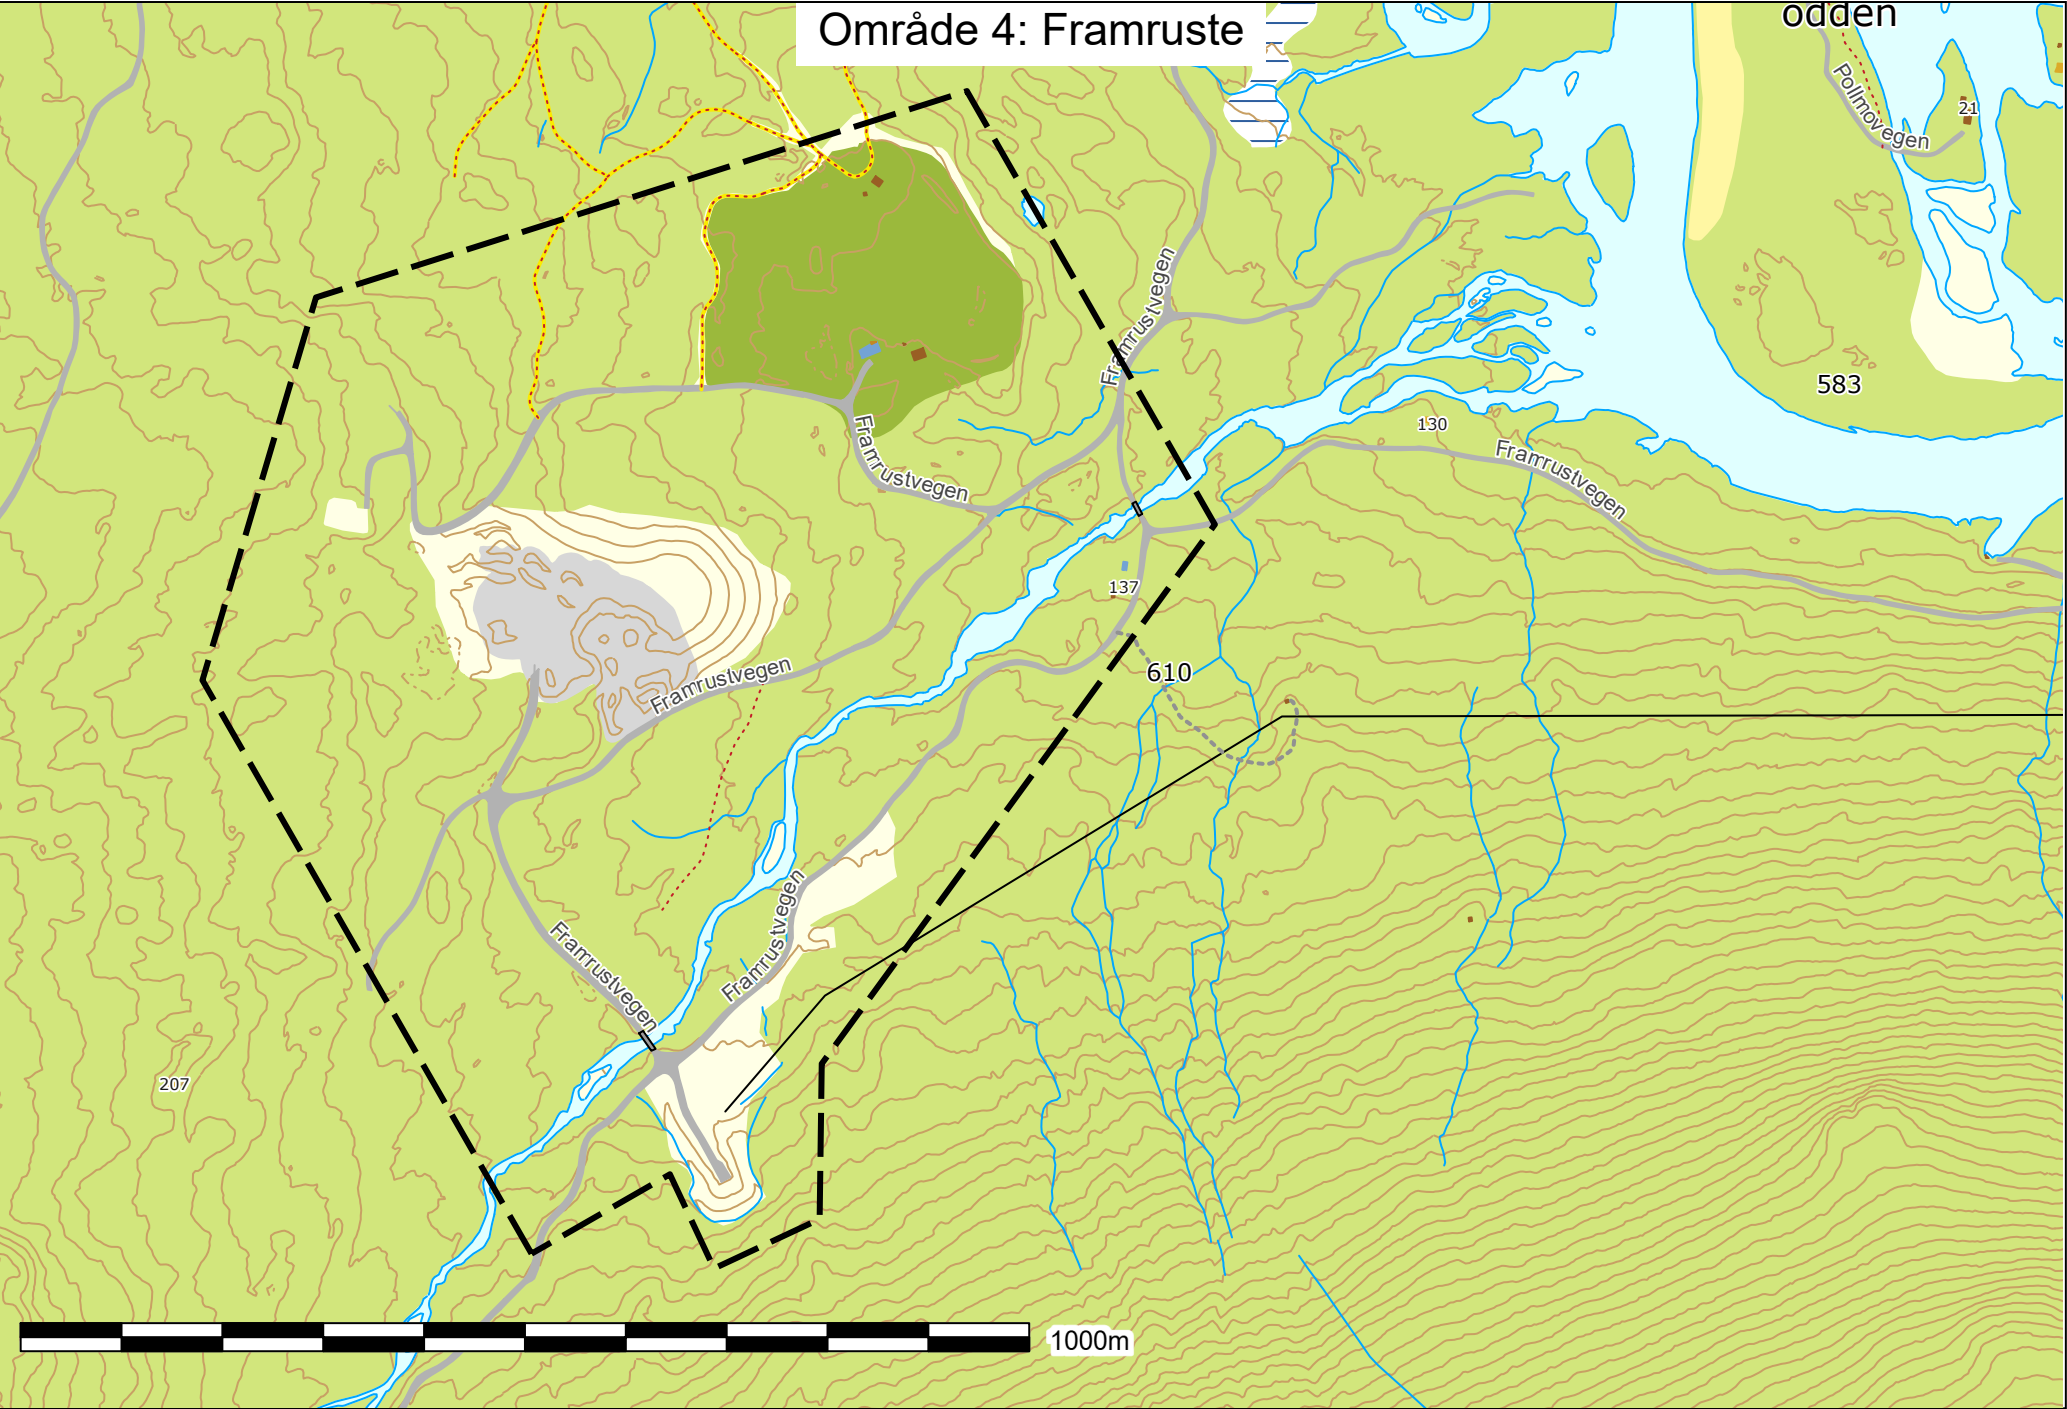 Område 4: Framruste
odden
Pollmovegen
21
Framrustvegen
583
130
Framrustvegen
Framrustvegen
137
610
Framrustvegen
Framrustvegen
Framrustvegen
207
1000m